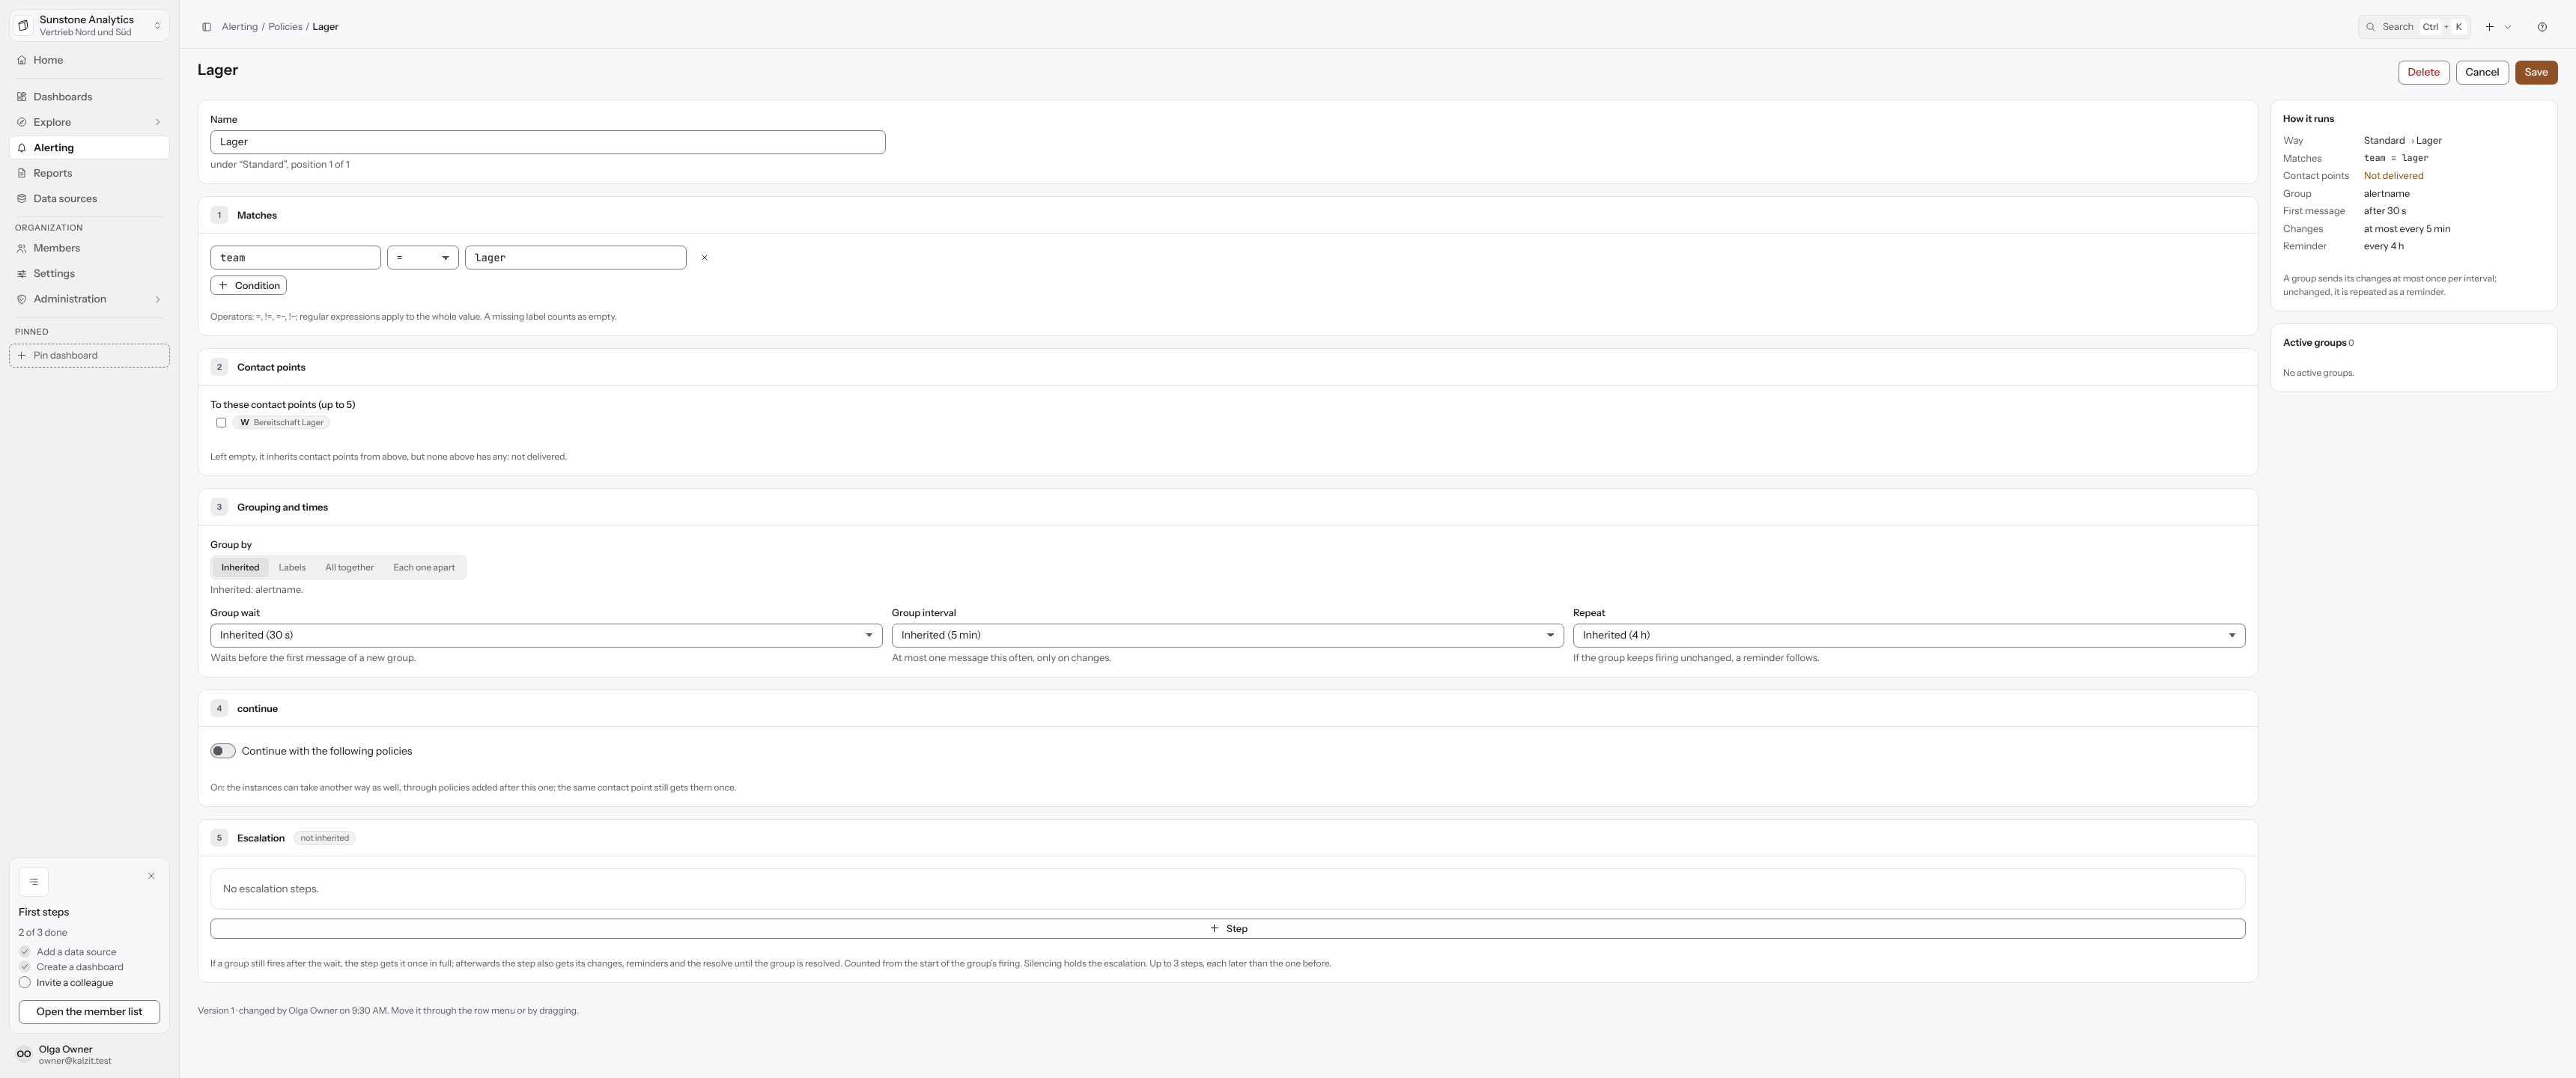 Sunstone Analytics
Vertrieb Nord und Süd
Home
Dashboards
Explore
Alerting
Reports
Data sources
ORGANIZATION
Members
Settings
Administration
PINNED
Pin dashboard
First steps
2 of 3 done
Add a data source
Create a dashboard
Invite a colleague
Open the member list
OO Olga Owner
owner@kalzit.test
Alerting / Policies / Lager
Search Ctrl + K
Lager
Delete Cancel Save
Name
Lager
under “Standard”, position 1 of 1
1 Matches
team = lager
Condition
Operators: =, !=, =~, !~; regular expressions apply to the whole value. A missing label counts as empty.
2 Contact points
To these contact points (up to 5)
W Bereitschaft Lager
Left empty, it inherits contact points from above, but none above has any: not delivered.
3 Grouping and times
Group by
Inherited Labels All together Each one apart
Inherited: alertname.
Group wait Group interval Repeat
Inherited (30 s) Inherited (5 min) Inherited (4 h)
Waits before the first message of a new group. At most one message this often, only on changes. If the group keeps firing unchanged, a reminder follows.
4 continue
Continue with the following policies
On: the instances can take another way as well, through policies added after this one; the same contact point still gets them once.
5 Escalation not inherited
No escalation steps.
Step
If a group still fires after the wait, the step gets it once in full; afterwards the step also gets its changes, reminders and the resolve until the group is resolved. Counted from the start of the group's firing. Silencing holds the escalation. Up to 3 steps, each later than the one before.
Version 1 · changed by Olga Owner on 9:30 AM. Move it through the row menu or by dragging.
How it runs
Way Standard › Lager
Matches team = lager
Contact points Not delivered
Group alertname
First message after 30 s
Changes at most every 5 min
Reminder every 4 h
A group sends its changes at most once per interval;
unchanged, it is repeated as a reminder.
Active groups 0
No active groups.